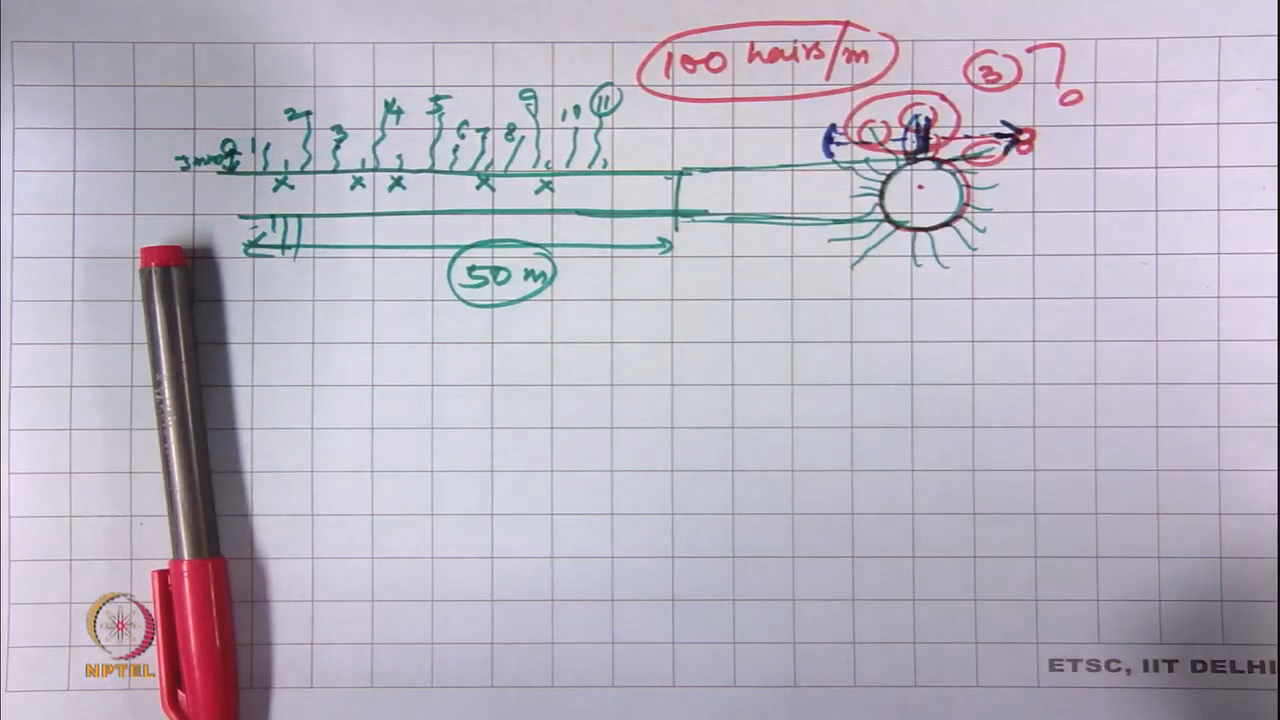 100 hairs/m
3 ?
1 2 3 4 5 6 7 8 9 10 11
3mm
x x x x x
50 m
NPTEL
ETSC, IIT DELHI